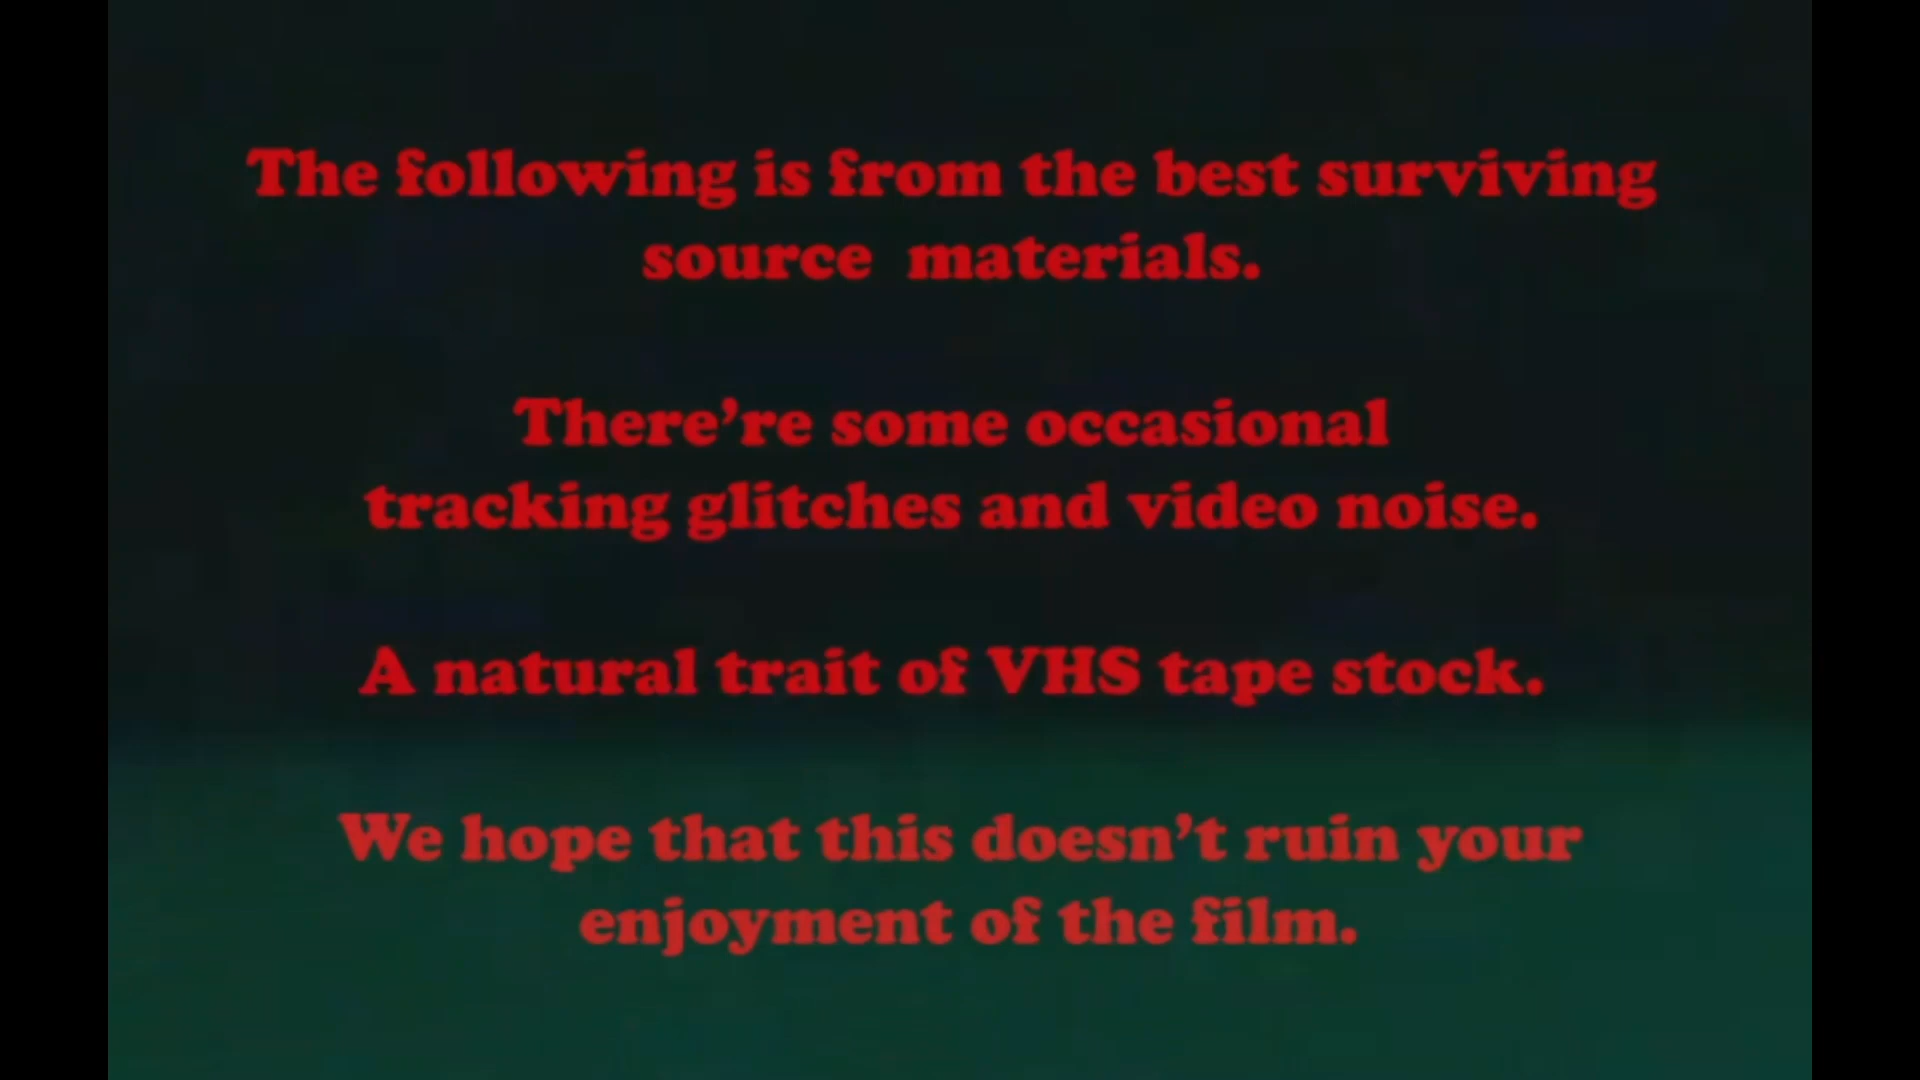 The following is from the best surviving
source materials.
There’re some occasional
tracking glitches and video noise.
A natural trait of VHS tape stock.
We hope that this doesn’t ruin your
enjoyment of the film.